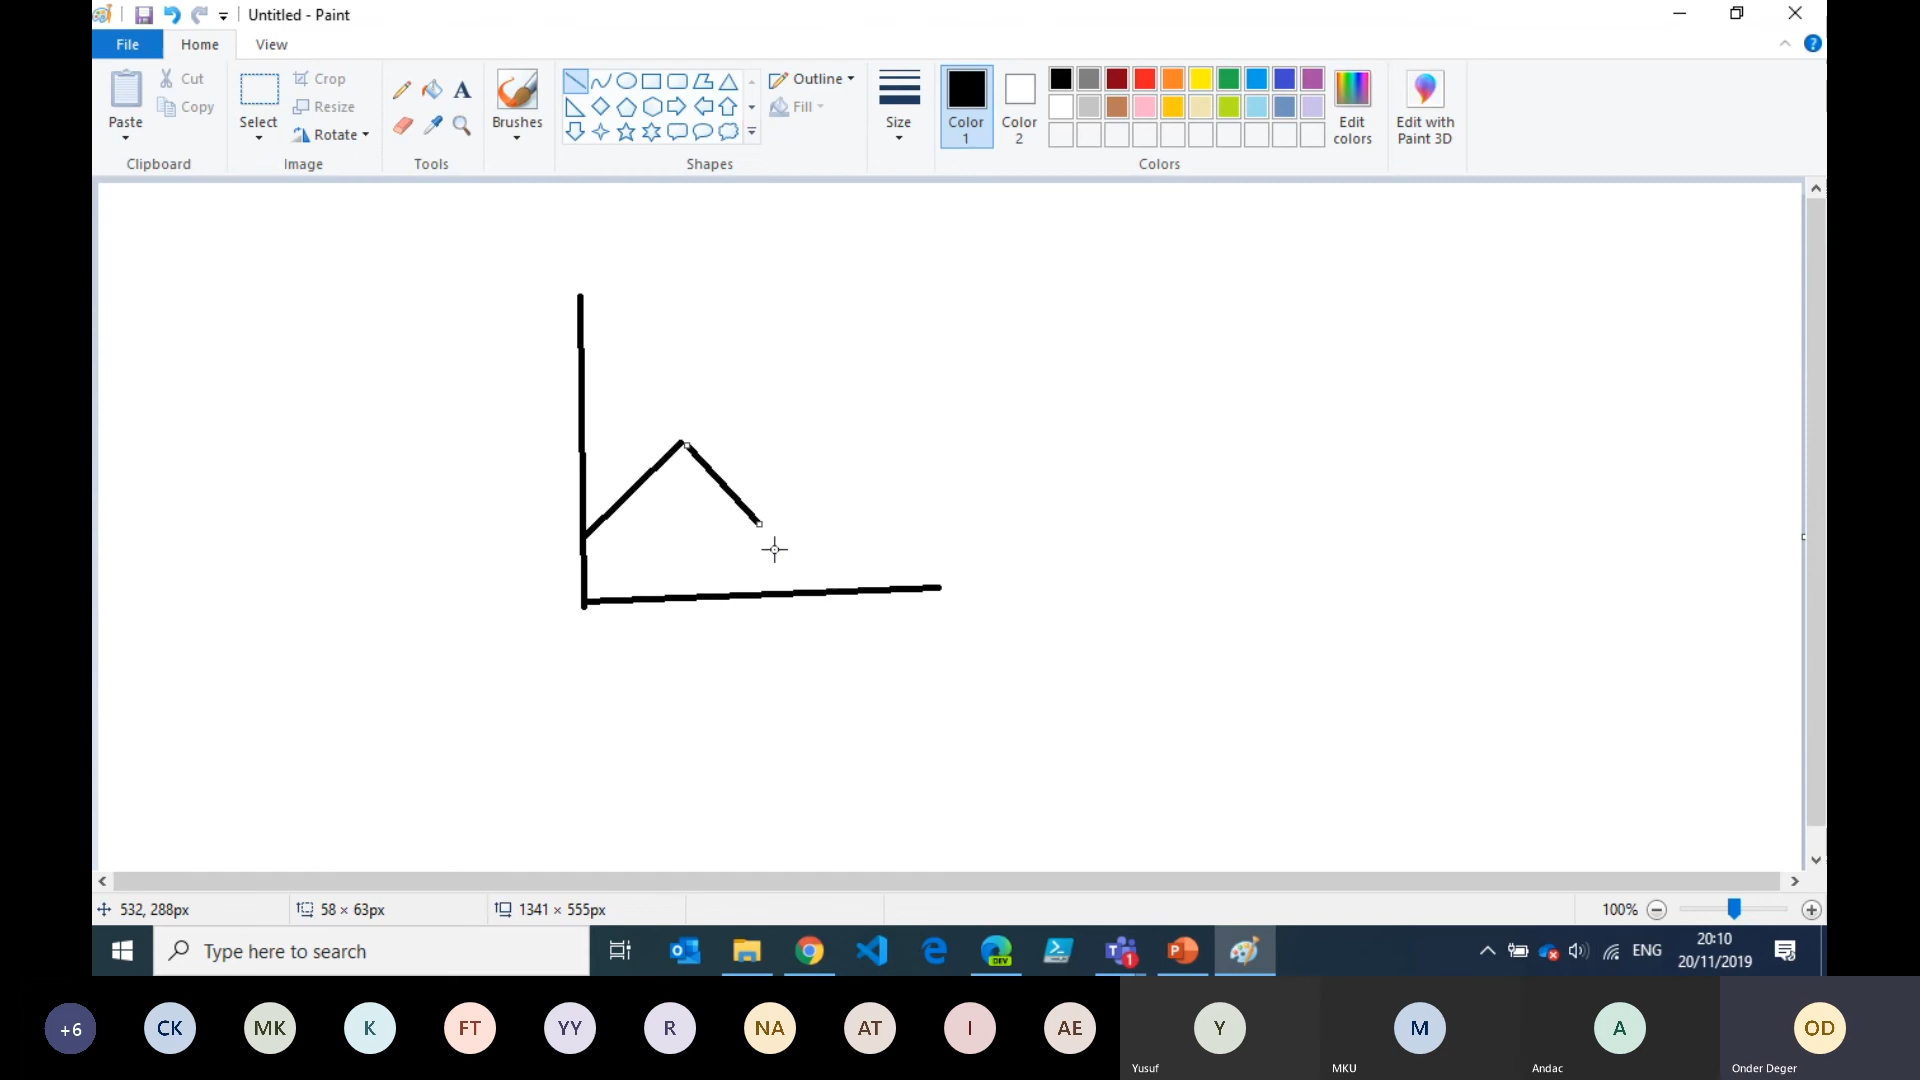 Untitled - Paint
File Home View
Paste
Cut
Copy
Clipboard
Select
Crop
Resize
Rotate
Image
A
Tools
Brushes
Outline
Fill
Shapes
Size
Color
1
Color
2
Edit
colors
Colors
Edit with
Paint 3D
?
532, 288px 58 × 63px 1341 × 555px 100%
Type here to search
DEV
1
ENG
20:10
20/11/2019
+6 CK MK K FT YY R NA AT I AE Y M A OD
Yusuf MKU Andac Onder Deger